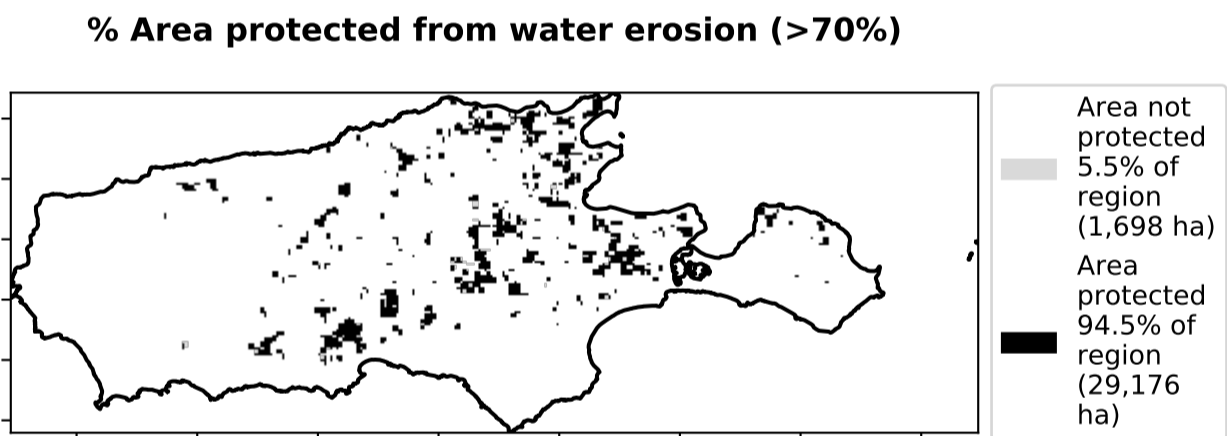 % Area protected from water erosion (>70%)
Area not
protected
5.5% of
region
(1,698 ha)
Area
protected
94.5% of
region
(29,176
ha)